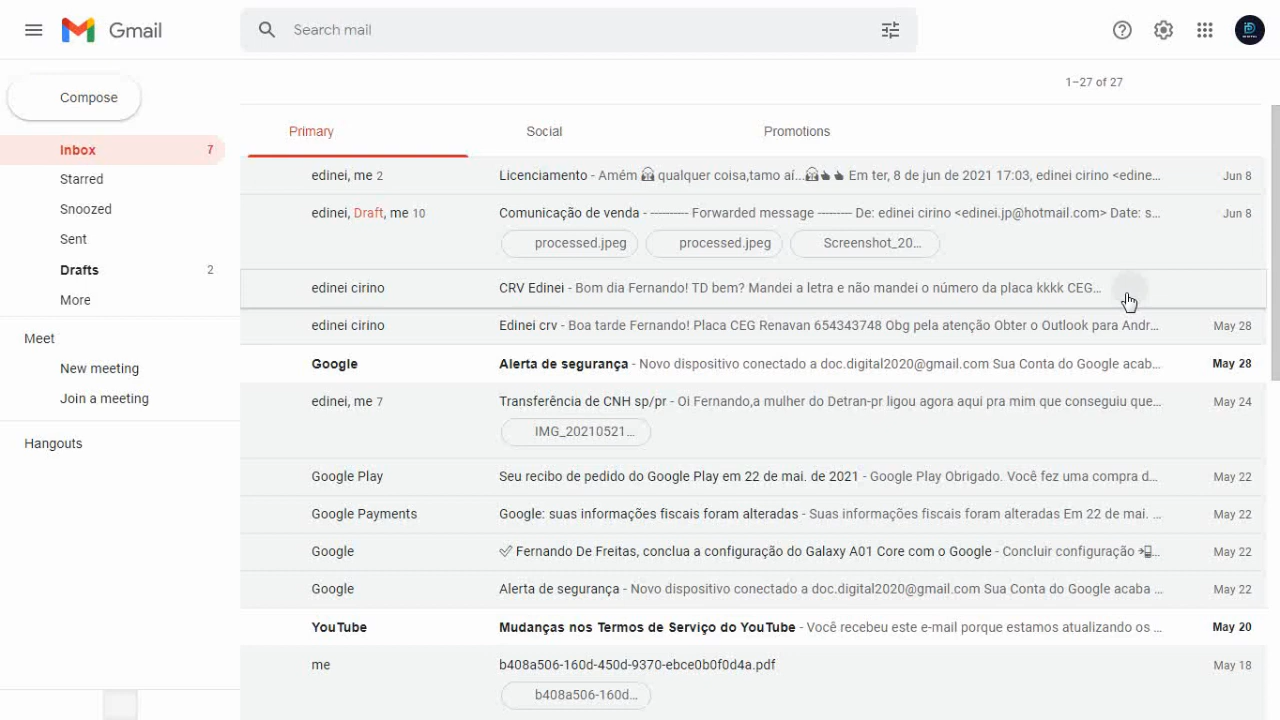 Gmail
Search mail
Compose
1–27 of 27
Primary
Social
Promotions
Inbox 7
Starred
Snoozed
Sent
Drafts 2
More
Meet
New meeting
Join a meeting
Hangouts
edinei, me 2 Licenciamento - Amém qualquer coisa,tamo aí... Em ter, 8 de jun de 2021 17:03, edinei cirino <edine... Jun 8
edinei, Draft, me 10 Comunicação de venda - ---------- Forwarded message --------- De: edinei cirino <edinei.jp@hotmail.com> Date: s... Jun 8
processed.jpeg processed.jpeg Screenshot_20...
edinei cirino CRV Edinei - Bom dia Fernando! TD bem? Mandei a letra e não mandei o número da placa kkkk CEG...
edinei cirino Edinei crv - Boa tarde Fernando! Placa CEG Renavan 654343748 Obg pela atenção Obter o Outlook para Andr... May 28
Google Alerta de segurança - Novo dispositivo conectado a doc.digital2020@gmail.com Sua Conta do Google acab... May 28
edinei, me 7 Transferência de CNH sp/pr - Oi Fernando,a mulher do Detran-pr ligou agora aqui pra mim que conseguiu que... May 24
IMG_20210521...
Google Play Seu recibo de pedido do Google Play em 22 de mai. de 2021 - Google Play Obrigado. Você fez uma compra d... May 22
Google Payments Google: suas informações fiscais foram alteradas - Suas informações fiscais foram alteradas Em 22 de mai. ... May 22
Google ✅ Fernando De Freitas, conclua a configuração do Galaxy A01 Core com o Google - Concluir configuração 📲... May 22
Google Alerta de segurança - Novo dispositivo conectado a doc.digital2020@gmail.com Sua Conta do Google acaba ... May 22
YouTube Mudanças nos Termos de Serviço do YouTube - Você recebeu este e-mail porque estamos atualizando os ... May 20
me b408a506-160d-450d-9370-ebce0b0f0d4a.pdf May 18
b408a506-160d...